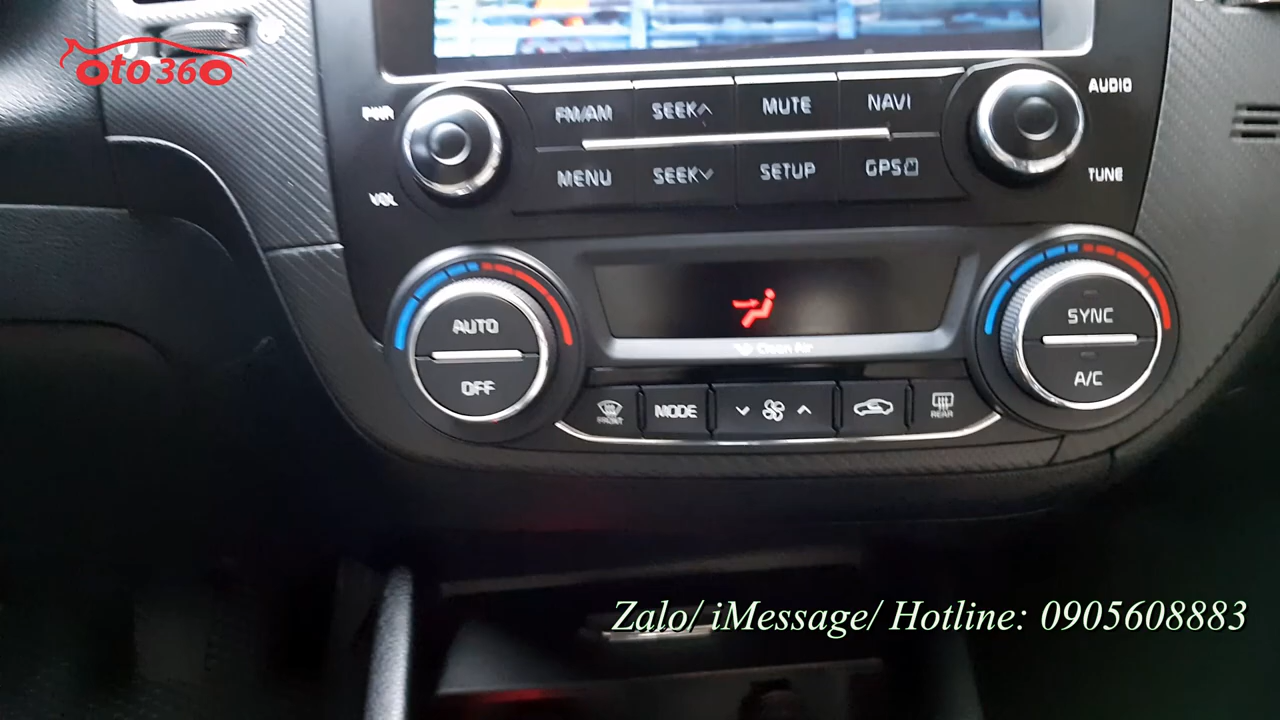 oto360
PWR
AUDIO
FM/AM SEEK MUTE NAVI
MENU SEEK SETUP GPS
VOL
TUNE
AUTO
OFF
Clean Air
SYNC
A/C
FRONT
MODE
REAR
Zalo/ iMessage/ Hotline: 0905608883